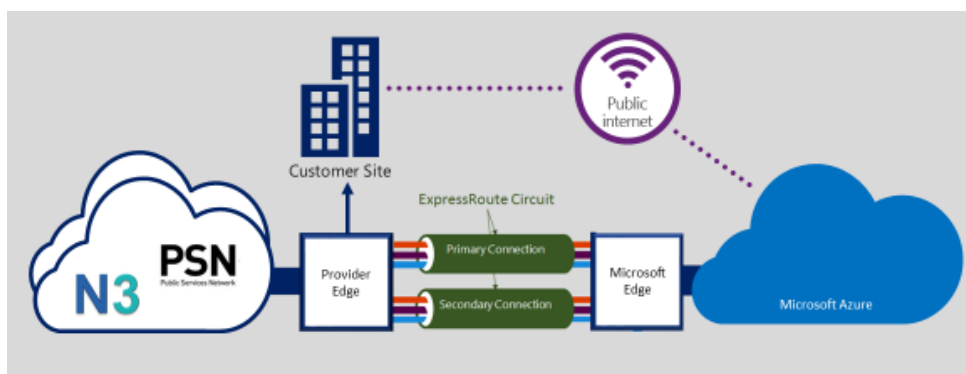 Public
internet
Customer Site
ExpressRoute Circuit
PSN
Public Services Network
N3
Provider
Edge
Primary Connection
Secondary Connection
Microsoft
Edge
Microsoft Azure